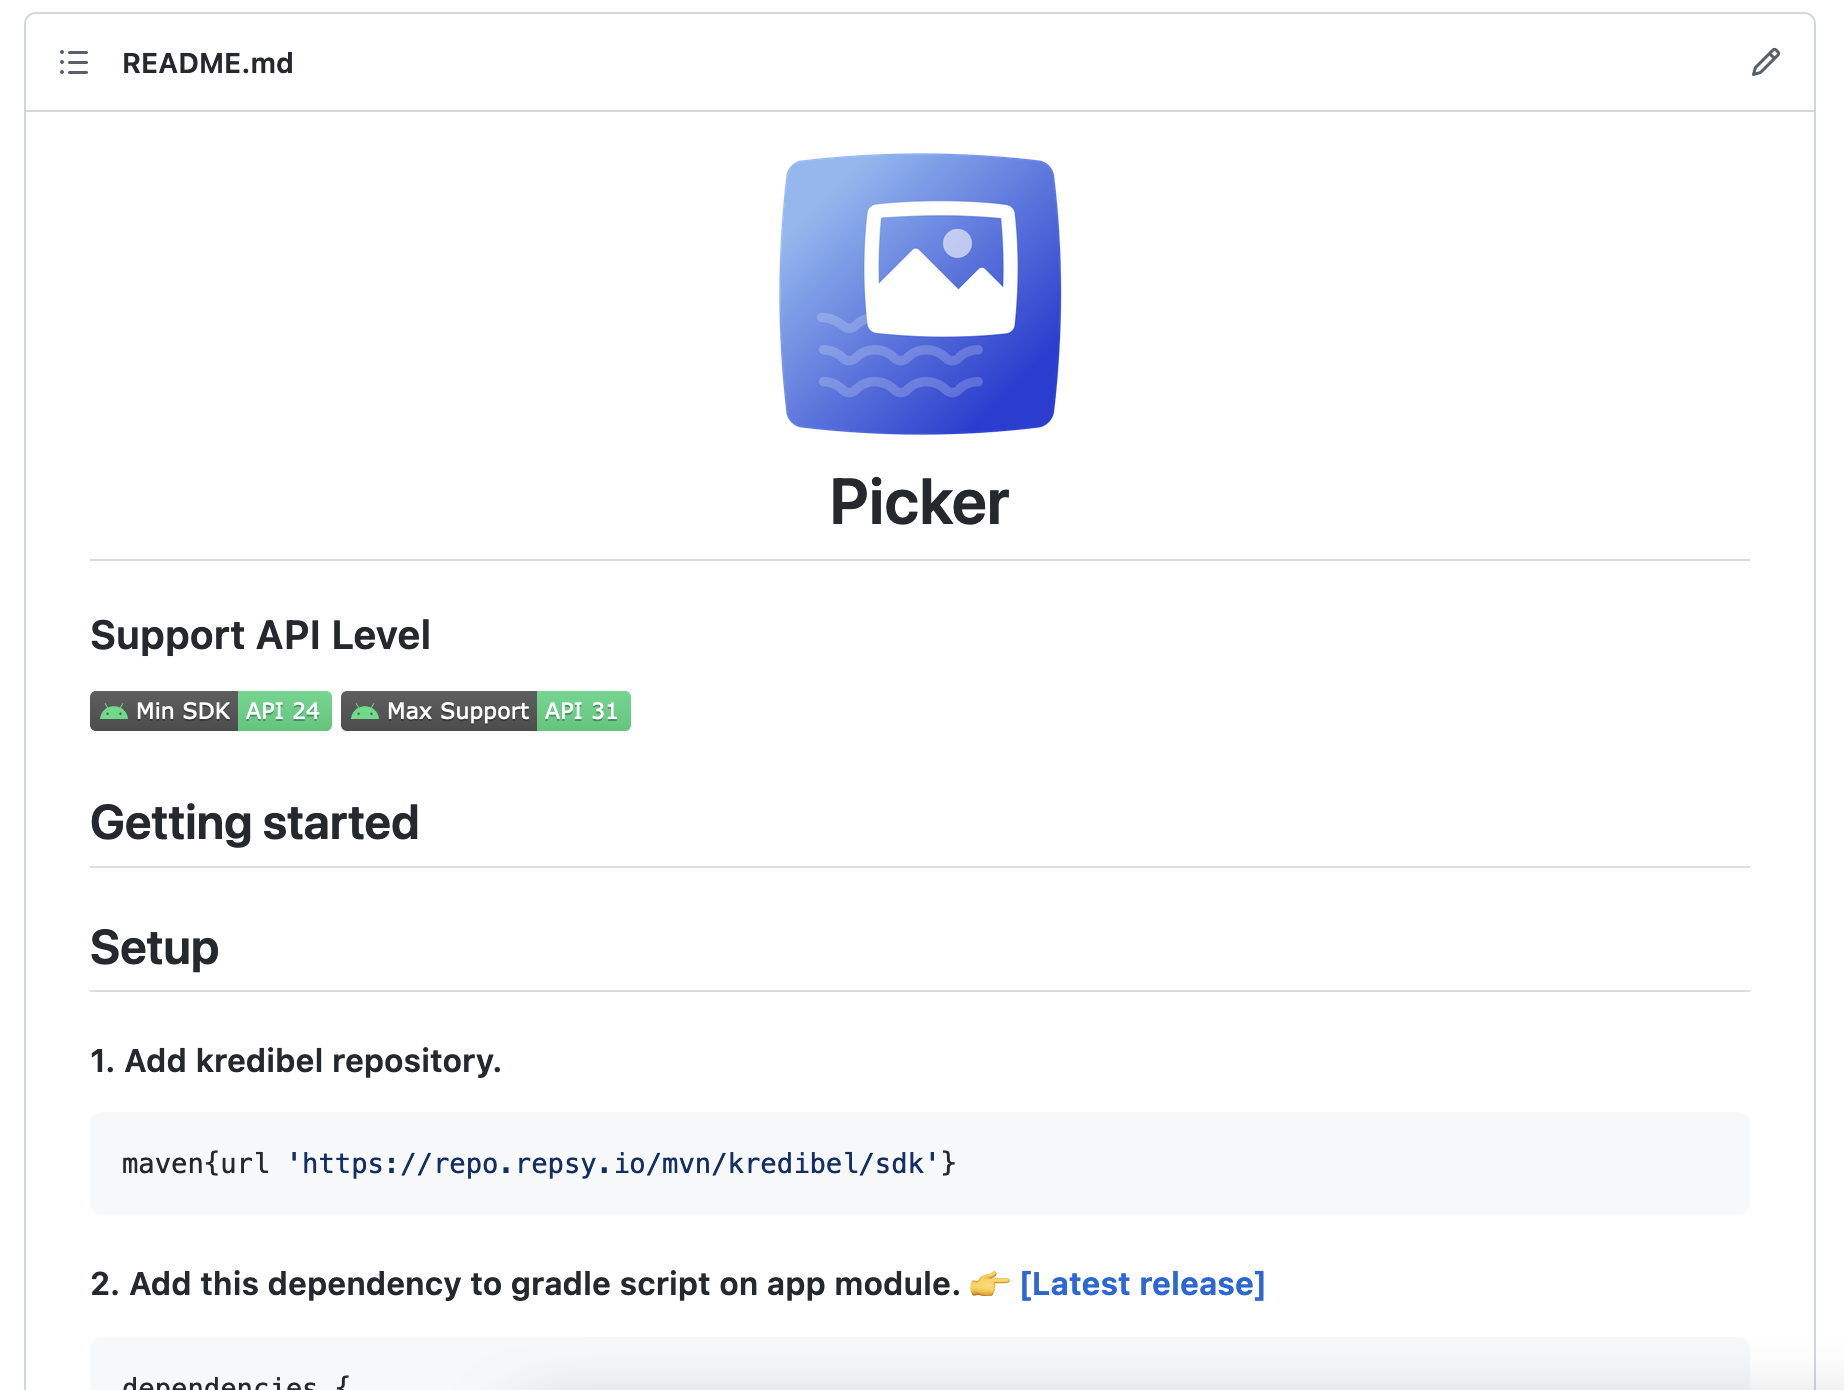 README.md
Picker
Support API Level
Min SDK API 24 Max Support API 31
Getting started
Setup
1. Add kredibel repository.
maven{url 'https://repo.repsy.io/mvn/kredibel/sdk'}
2. Add this dependency to gradle script on app module. 👉 [Latest release]
dependencies {